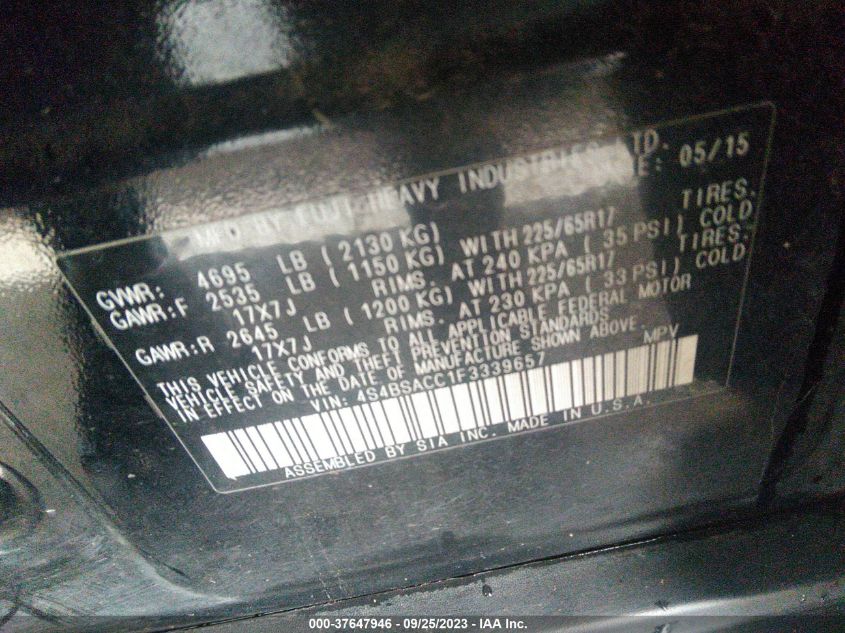 MFD BY FUJI HEAVY INDUSTRIES LTD.
05/15
GVWR: 4695 LB ( 2130 KG)
GAWR:F 2535 LB ( 1150 KG) WITH 225/65R17 TIRES.
17X7J RIMS. AT 240 KPA ( 35 PSI) COLD
GAWR:R 2645 LB ( 1200 KG) WITH 225/65R17 TIRES.
17X7J RIMS. AT 230 KPA ( 33 PSI) COLD
THIS VEHICLE CONFORMS TO ALL APPLICABLE FEDERAL MOTOR
VEHICLE SAFETY AND THEFT PREVENTION STANDARDS
IN EFFECT ON THE DATE OF MANUFACTURE SHOWN ABOVE.
VIN: 4S4BSACC1F3339657 MPV
ASSEMBLED BY SIA INC. MADE IN U.S.A.
000-37647946 - 09/25/2023 - IAA Inc.